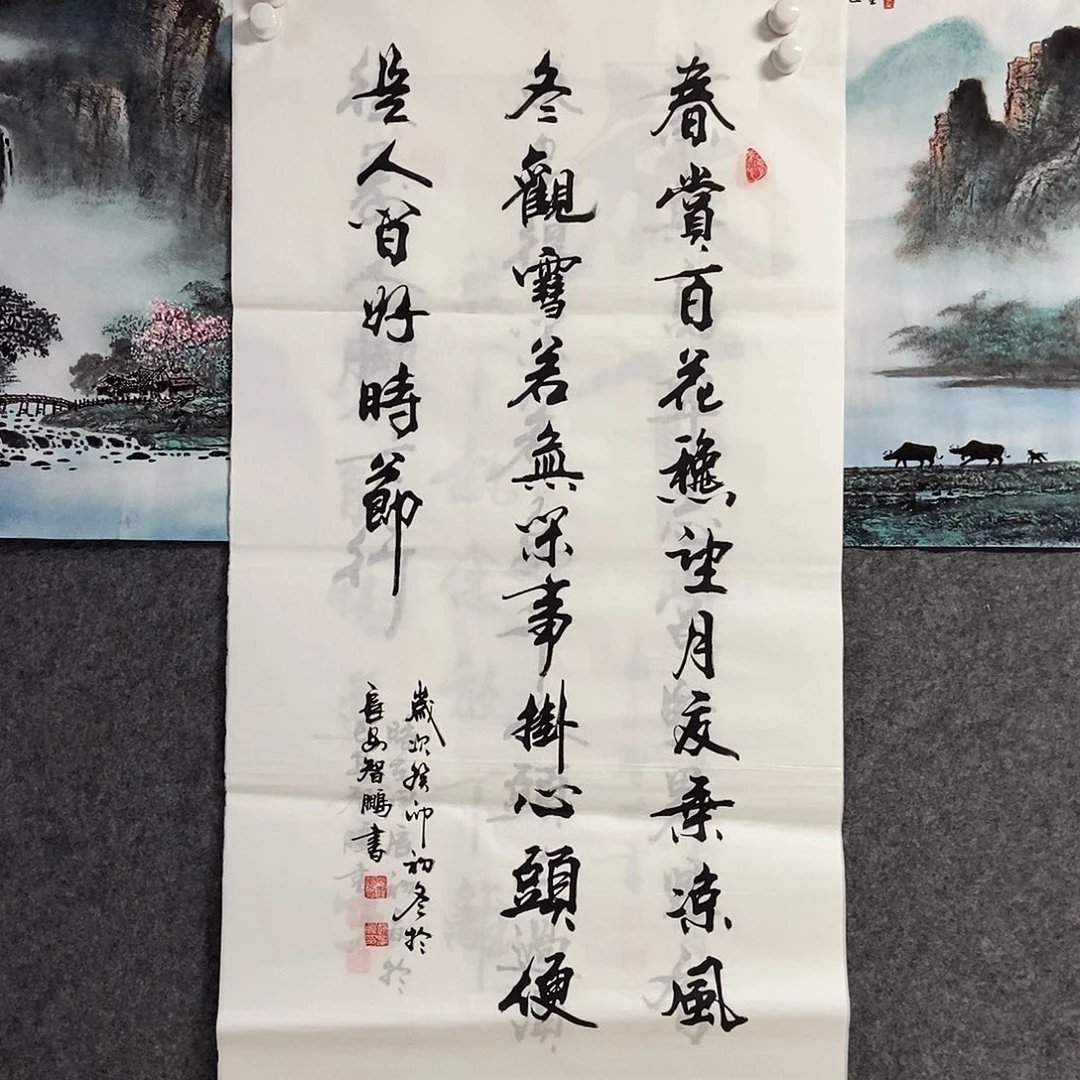 春賞百花龝望月夏乘凉風
冬觀雪若無閑事掛心頭便
是人間好時節
歲次癸卯初冬於
長安智鵬書